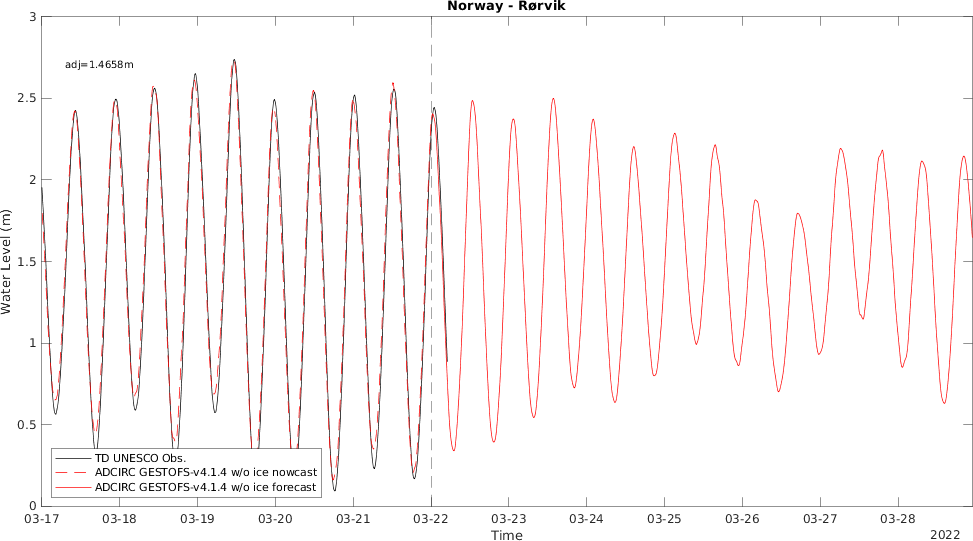 Norway - Rørvik
3
adj=1.4658m
2.5
2
1.5
1
0.5
0
Water Level (m)
TD UNESCO Obs.
ADCIRC GESTOFS-v4.1.4 w/o ice nowcast
ADCIRC GESTOFS-v4.1.4 w/o ice forecast
03-17 03-18 03-19 03-20 03-21 03-22 03-23 03-24 03-25 03-26 03-27 03-28
Time
2022